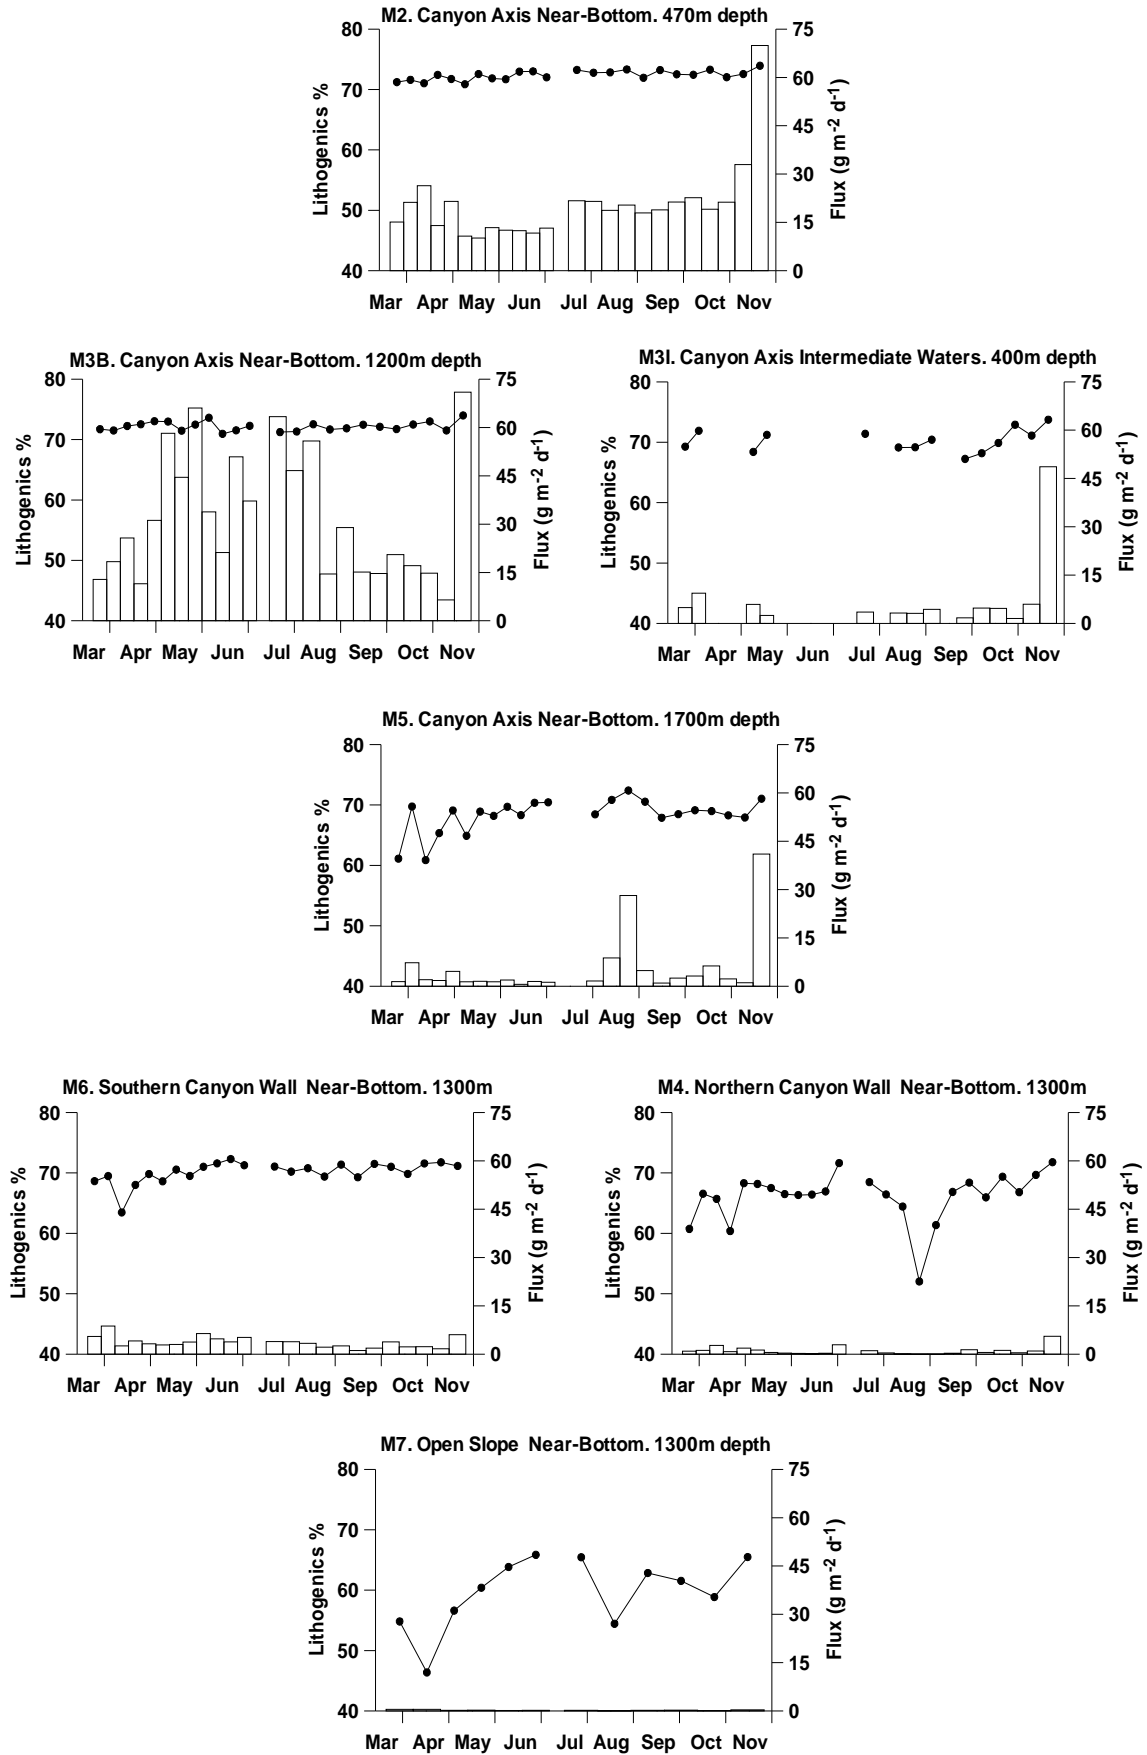 M2. Canyon Axis Near-Bottom. 470m depth
80 75
70 60
60 45
50 30
40 15
0
Lithogenics %
Flux (g m-2 d-1)
Mar Apr May Jun Jul Aug Sep Oct Nov
M3B. Canyon Axis Near-Bottom. 1200m depth
80 75
70 60
60 45
50 30
40 15
0
Lithogenics %
Flux (g m-2 d-1)
Mar Apr May Jun Jul Aug Sep Oct Nov
M3I. Canyon Axis Intermediate Waters. 400m depth
80 75
70 60
60 45
50 30
40 15
0
Lithogenics %
Flux (g m-2 d-1)
Mar Apr May Jun Jul Aug Sep Oct Nov
M5. Canyon Axis Near-Bottom. 1700m depth
80 75
70 60
60 45
50 30
40 15
0
Lithogenics %
Flux (g m-2 d-1)
Mar Apr May Jun Jul Aug Sep Oct Nov
M6. Southern Canyon Wall Near-Bottom. 1300m
80 75
70 60
60 45
50 30
40 15
0
Lithogenics %
Flux (g m-2 d-1)
Mar Apr May Jun Jul Aug Sep Oct Nov
M4. Northern Canyon Wall Near-Bottom. 1300m
80 75
70 60
60 45
50 30
40 15
0
Lithogenics %
Flux (g m-2 d-1)
Mar Apr May Jun Jul Aug Sep Oct Nov
M7. Open Slope Near-Bottom. 1300m depth
80 75
70 60
60 45
50 30
40 15
0
Lithogenics %
Flux (g m-2 d-1)
Mar Apr May Jun Jul Aug Sep Oct Nov